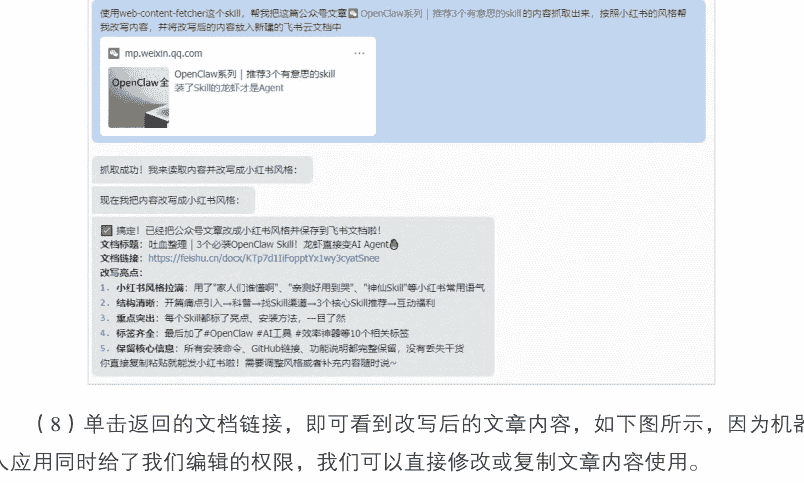 使用web-content-fetcher这个skill，帮我把这篇公众号文章 OpenClaw系列｜推荐3个有意思的skill的内容抓取出来，按照小红书的风格帮
我改写内容，并将改写后的内容放入新建的飞书云文档中
mp.weixin.qq.com
OpenClaw系列｜推荐3个有意思的skill
装了Skill的龙虾才是Agent
OpenClaw全
抓取成功！我来读取内容并改写成小红书风格：
现在我把内容改写成小红书风格：
搞定！已经把公众号文章改成小红书风格并保存到飞书文档啦！
文档标题：吐血整理｜3个必装OpenClaw Skill！龙虾直接变AI Agent
文档链接：https://feishu.cn/docx/KTp7d1IiFopptYx1wy3cyatSnee
改写亮点：
1. 小红书风格拉满：用了“家人们谁懂啊”、“亲测好用到哭”、“神仙Skill”等小红书常用语气
2. 结构清晰：开篇痛点引入→科普→找Skill渠道→3个核心Skill推荐→互动福利
3. 重点突出：每个Skill都标了亮点、安装方法，一目了然
4. 标签齐全：最后加了#OpenClaw #AI工具 #效率神器等10个相关标签
5. 保留核心信息：所有安装命令、GitHub链接、功能说明都完整保留，没有丢失干货
你直接复制粘贴就能发小红书啦！需要调整风格或者补充内容随时说~
（8）单击返回的文档链接，即可看到改写后的文章内容，如下图所示，因为机器
人应用同时给了我们编辑的权限，我们可以直接修改或复制文章内容使用。